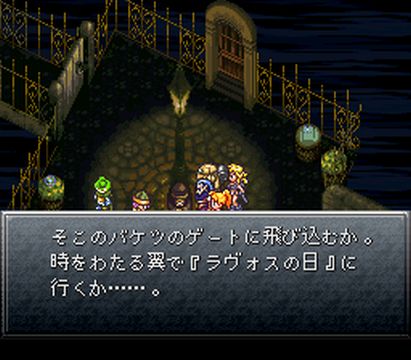 そこのバケツのゲートに飛び込むか。
時をわたる翼で『ラヴォスの日』に
行くか……。